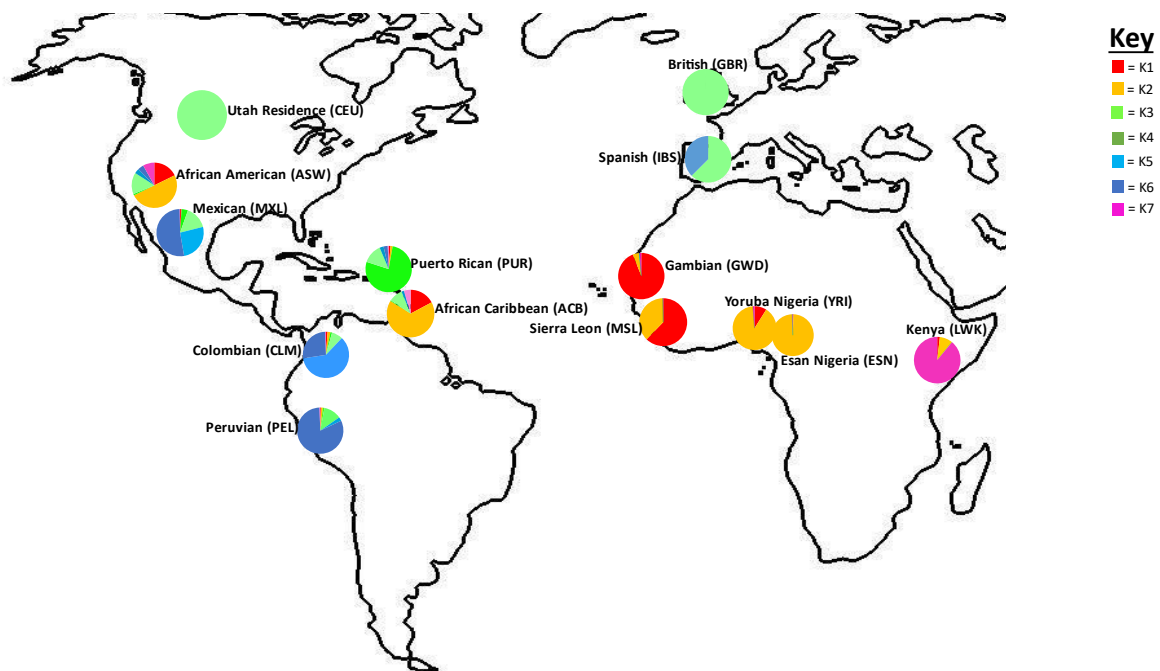 Key
= K1
= K2
= K3
= K4
= K5
= K6
= K7
British (GBR)
Utah Residence (CEU)
Spanish (IBS)
African American (ASW)
Mexican (MXL)
Puerto Rican (PUR)
Gambian (GWD)
African Caribbean (ACB)
Yoruba Nigeria (YRI)
Sierra Leon (MSL)
Kenya (LWK)
Colombian (CLM)
Esan Nigeria (ESN)
Peruvian (PEL)